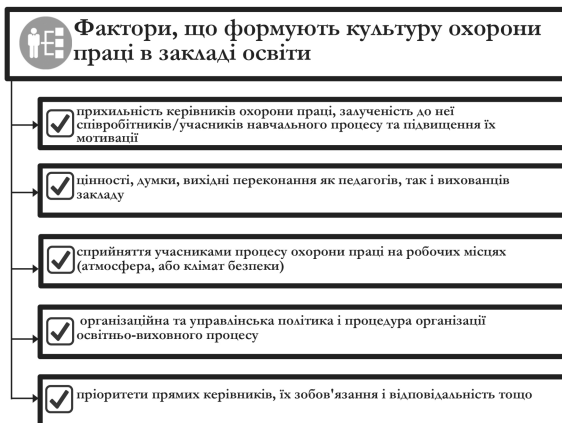 Фактори, що формують культуру охорони
праці в закладі освіти
прихильність керівників охорони праці, залученість до неї
співробітників/учасників навчального процесу та підвищення їх
мотивації
цінності, думки, вихідні переконання як педагогів, так і вихованців
закладу
сприйняття учасниками процесу охорони праці на робочих місцях
(атмосфера, або клімат безпеки)
організаційна та управлінська політика і процедура організації
освітньо-виховного процесу
пріоритети прямих керівників, їх зобов'язання і відповідальність тощо